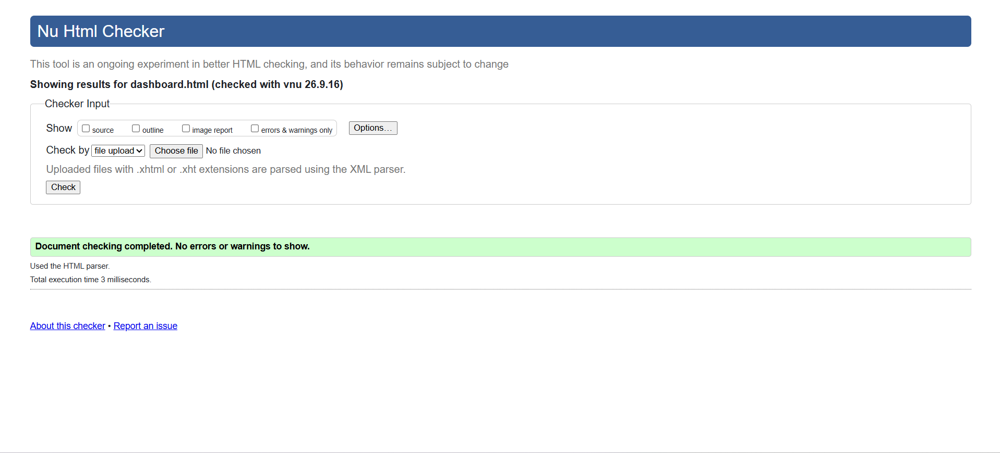 Nu Html Checker
This tool is an ongoing experiment in better HTML checking, and its behavior remains subject to change
Showing results for dashboard.html (checked with vnu 26.9.16)
Checker Input
Show source outline image report errors & warnings only Options…
Check by file upload Choose file No file chosen
Uploaded files with .xhtml or .xht extensions are parsed using the XML parser.
Check
Document checking completed. No errors or warnings to show.
Used the HTML parser.
Total execution time 3 milliseconds.
About this checker • Report an issue